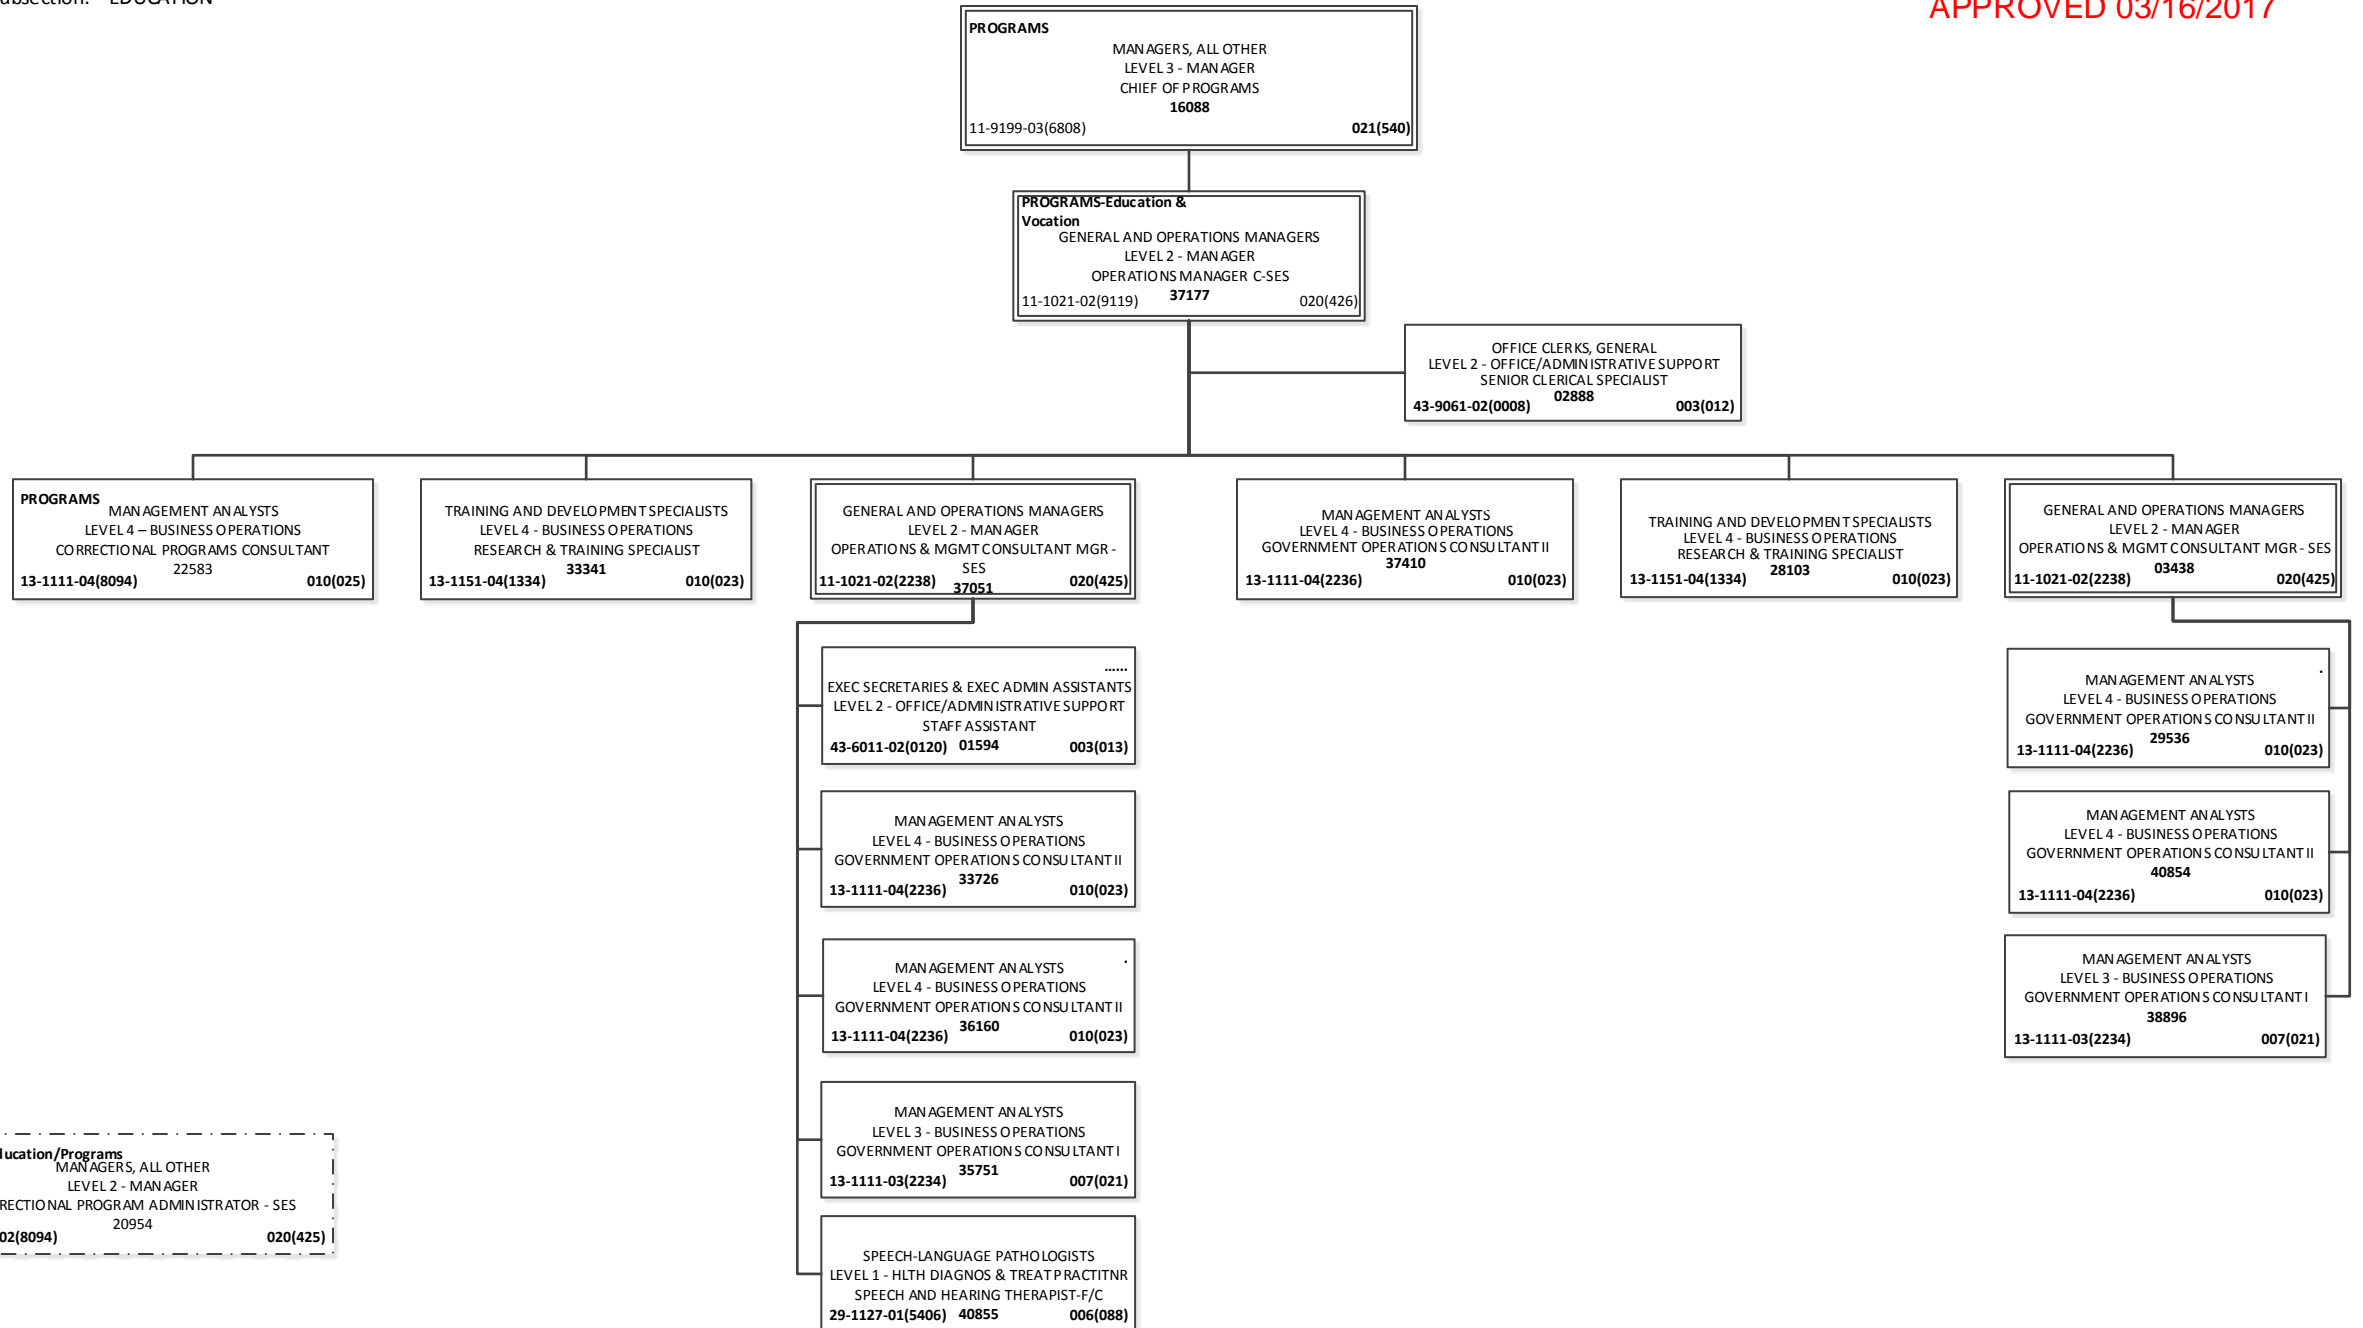 EDUCATION
APPROVED 03/16/2017
PROGRAMS
MANAGERS, ALL OTHER
LEVEL 3 - MANAGER
CHIEF OF PROGRAMS
16088
11-9199-03(6808) 021(540)
PROGRAMS-Education &
Vocation
GENERAL AND OPERATIONS MANAGERS
LEVEL 2 - MANAGER
OPERATIONS MANAGER C-SES
11-1021-02(9119) 37177 020(426)
OFFICE CLERKS, GENERAL
LEVEL 2 - OFFICE/ADMINISTRATIVE SUPPORT
SENIOR CLERICAL SPECIALIST
43-9061-02(0008) 02888 003(012)
PROGRAMS
MANAGEMENT ANALYSTS
LEVEL 4 – BUSINESS OPERATIONS
CORRECTIONAL PROGRAMS CONSULTANT
22583
13-1111-04(8094) 010(025)
TRAINING AND DEVELOPMENT SPECIALISTS
LEVEL 4 - BUSINESS OPERATIONS
RESEARCH & TRAINING SPECIALIST
33341
13-1151-04(1334) 010(023)
GENERAL AND OPERATIONS MANAGERS
LEVEL 2 - MANAGER
OPERATIONS & MGMT CONSULTANT MGR -
SES
11-1021-02(2238) 37051 020(425)
MANAGEMENT ANALYSTS
LEVEL 4 - BUSINESS OPERATIONS
GOVERNMENT OPERATIONS CONSULTANT II
37410
13-1111-04(2236) 010(023)
TRAINING AND DEVELOPMENT SPECIALISTS
LEVEL 4 - BUSINESS OPERATIONS
RESEARCH & TRAINING SPECIALIST
13-1151-04(1334) 28103 010(023)
GENERAL AND OPERATIONS MANAGERS
LEVEL 2 - MANAGER
OPERATIONS & MGMT CONSULTANT MGR - SES
03438
11-1021-02(2238) 020(425)
......
EXEC SECRETARIES & EXEC ADMIN ASSISTANTS
LEVEL 2 - OFFICE/ADMINISTRATIVE SUPPORT
STAFF ASSISTANT
43-6011-02(0120) 01594 003(013)
MANAGEMENT ANALYSTS
LEVEL 4 - BUSINESS OPERATIONS
GOVERNMENT OPERATIONS CONSULTANT II
33726
13-1111-04(2236) 010(023)
.
MANAGEMENT ANALYSTS
LEVEL 4 - BUSINESS OPERATIONS
GOVERNMENT OPERATIONS CONSULTANT II
36160
13-1111-04(2236) 010(023)
MANAGEMENT ANALYSTS
LEVEL 3 - BUSINESS OPERATIONS
GOVERNMENT OPERATIONS CONSULTANT I
35751
13-1111-03(2234) 007(021)
SPEECH-LANGUAGE PATHOLOGISTS
LEVEL 1 - HLTH DIAGNOS & TREAT PRACTITNR
SPEECH AND HEARING THERAPIST-F/C
29-1127-01(5406) 40855 006(088)
.
MANAGEMENT ANALYSTS
LEVEL 4 - BUSINESS OPERATIONS
GOVERNMENT OPERATIONS CONSULTANT II
29536
13-1111-04(2236) 010(023)
MANAGEMENT ANALYSTS
LEVEL 4 - BUSINESS OPERATIONS
GOVERNMENT OPERATIONS CONSULTANT II
40854
13-1111-04(2236) 010(023)
MANAGEMENT ANALYSTS
LEVEL 3 - BUSINESS OPERATIONS
GOVERNMENT OPERATIONS CONSULTANT I
38896
13-1111-03(2234) 007(021)
ducation/Programs
MANAGERS, ALL OTHER
LEVEL 2 - MANAGER
RECTIONAL PROGRAM ADMINISTRATOR - SES
20954
02(8094) 020(425)